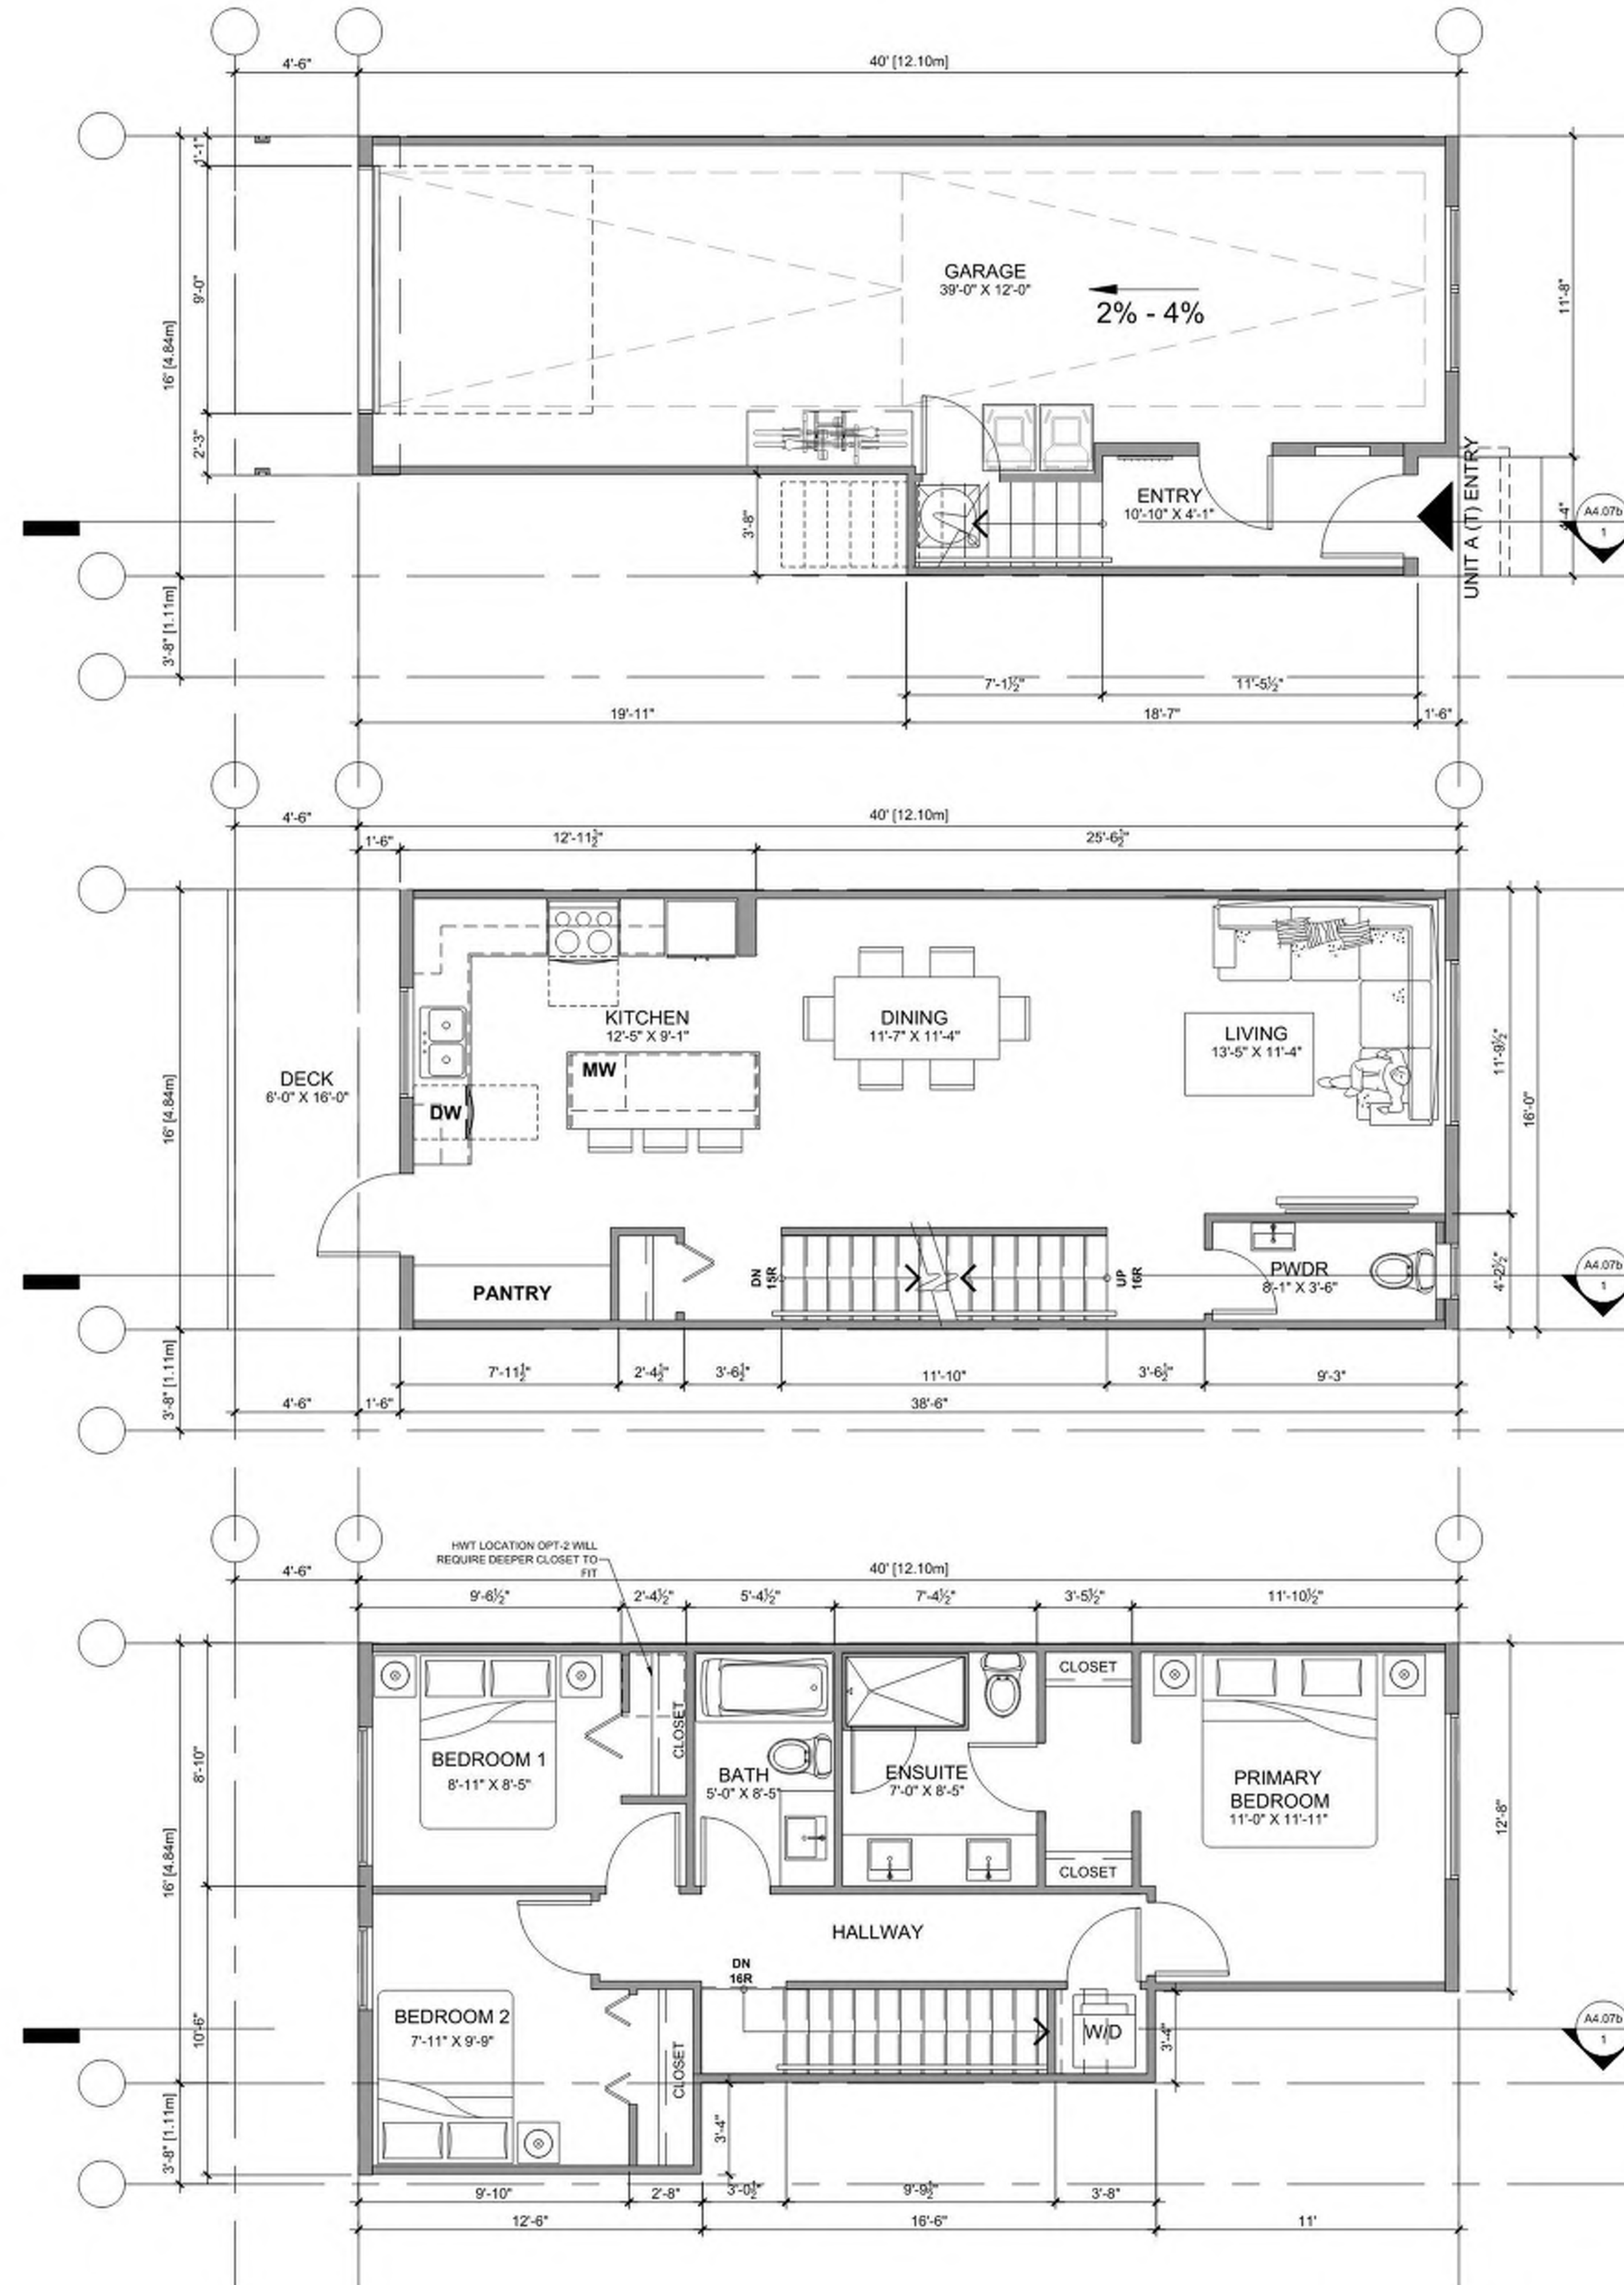 4'-6"
40' [12.10m]
1'-1"
9'-0"
16' [4.84m]
2'-3"
GARAGE
39'-0" X 12'-0"
2% - 4%
11'-8"
3'-8"
ENTRY
10'-10" X 4'-1"
UNIT A (T) ENTRY
A4.07b
1
3'-8" [1.11m]
7'-1½"
11'-5½"
19'-11"
18'-7"
1'-6"
4'-6"
40' [12.10m]
1'-6"
12'-11½"
25'-6½"
KITCHEN
12'-5" X 9'-1"
DINING
11'-7" X 11'-4"
LIVING
13'-5" X 11'-4"
MW
DECK
6'-0" X 16'-0"
DW
16' [4.84m]
11'-9½"
16'-0"
PANTRY
DN
15R
UP
16R
PWDR
8'-1" X 3'-6"
4'-2½"
A4.07b
1
3'-8" [1.11m]
7'-11½"
2'-4½"
3'-6½"
11'-10"
3'-6½"
9'-3"
4'-6"
1'-6"
38'-6"
HWT LOCATION OPT-2 WILL
REQUIRE DEEPER CLOSET TO
FIT
4'-6"
40' [12.10m]
9'-6½"
2'-4½"
5'-4½"
7'-4½"
3'-5½"
11'-10½"
CLOSET
CLOSET
BEDROOM 1
8'-11" X 8'-5"
BATH
5'-0" X 8'-5"
ENSUITE
7'-0" X 8'-5"
PRIMARY
BEDROOM
11'-0" X 11'-11"
8'-10"
16' [4.84m]
12'-8"
CLOSET
HALLWAY
DN
16R
BEDROOM 2
7'-11" X 9'-9"
10'-6"
CLOSET
W/D
3'-4"
A4.07b
1
3'-8" [1.11m]
3'-4"
9'-10"
2'-8"
3'-0½"
9'-9½"
3'-8"
12'-6"
16'-6"
11'